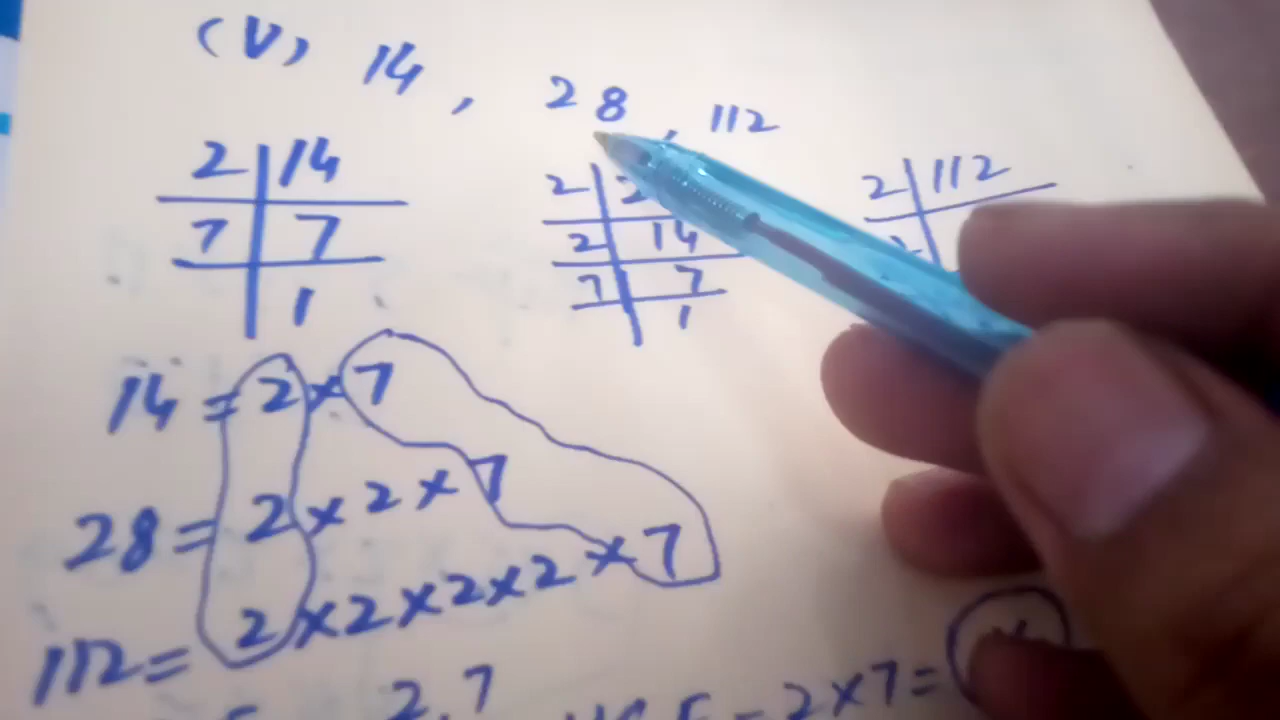 (V) 14, 28, 112
2 14 2 2 112
7 7 2 14
1 7 7
1
14 = 2 × 7
28 = 2 × 2 × 7
112 = 2 × 2 × 2 × 2 × 7
2, 7 = 2 × 7 =